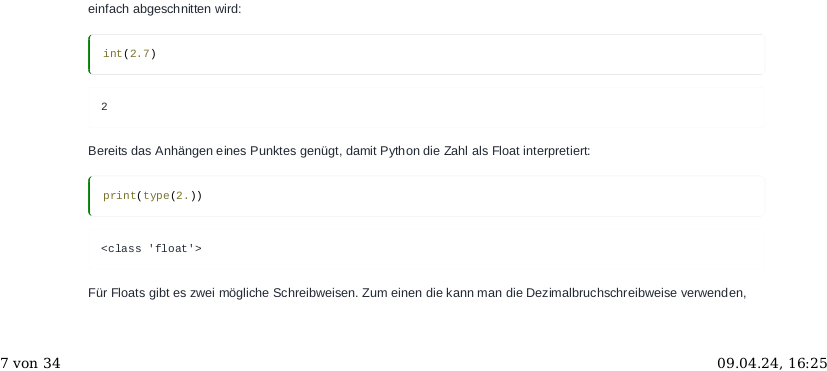 einfach abgeschnitten wird:
int(2.7)
2
Bereits das Anhängen eines Punktes genügt, damit Python die Zahl als Float interpretiert:
print(type(2.))
<class 'float'>
Für Floats gibt es zwei mögliche Schreibweisen. Zum einen die kann man die Dezimalbruchschreibweise verwenden,
7 von 34
09.04.24, 16:25